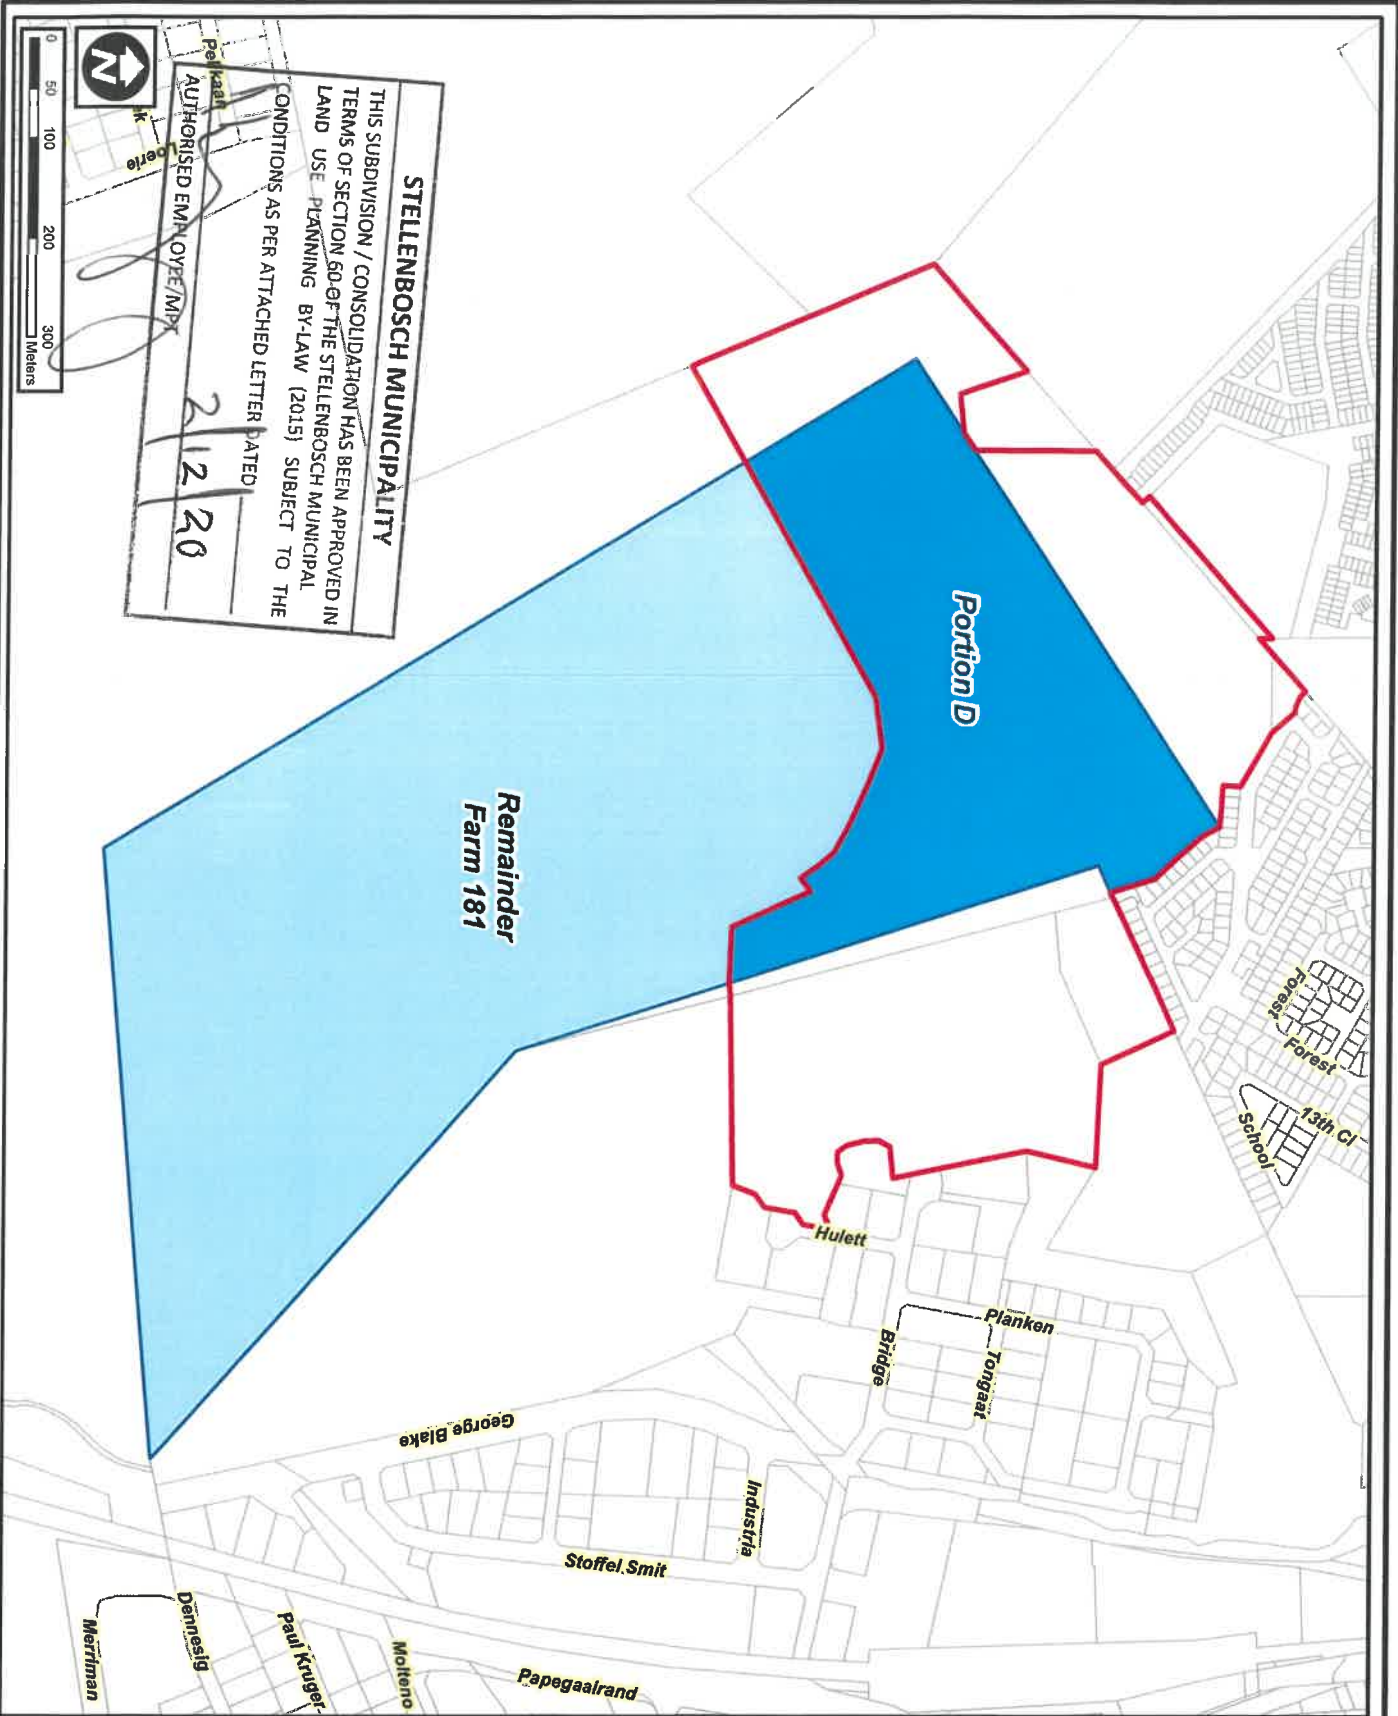 STELLENBOSCH MUNICIPALITY
THIS SUBDIVISION / CONSOLIDATION HAS BEEN APPROVED IN
TERMS OF SECTION 60 OF THE STELLENBOSCH MUNICIPAL
LAND USE PLANNING BY-LAW (2015) SUBJECT TO THE
CONDITIONS AS PER ATTACHED LETTER DATED
AUTHORISED EMPLOYEE/MPT
2/12/20
Portion D
Remainder
Farm 181
Forest
Forest
13th Cl
School
Hulett
Planken
Bridge
Tongaat
George Blake
Industria
Stoffel Smit
Papegaairand
Molteno
Paul Kruger
Dennesig
Merriman
Pelikaan
ek
Loerie
N
0 50 100 200 300
Meters